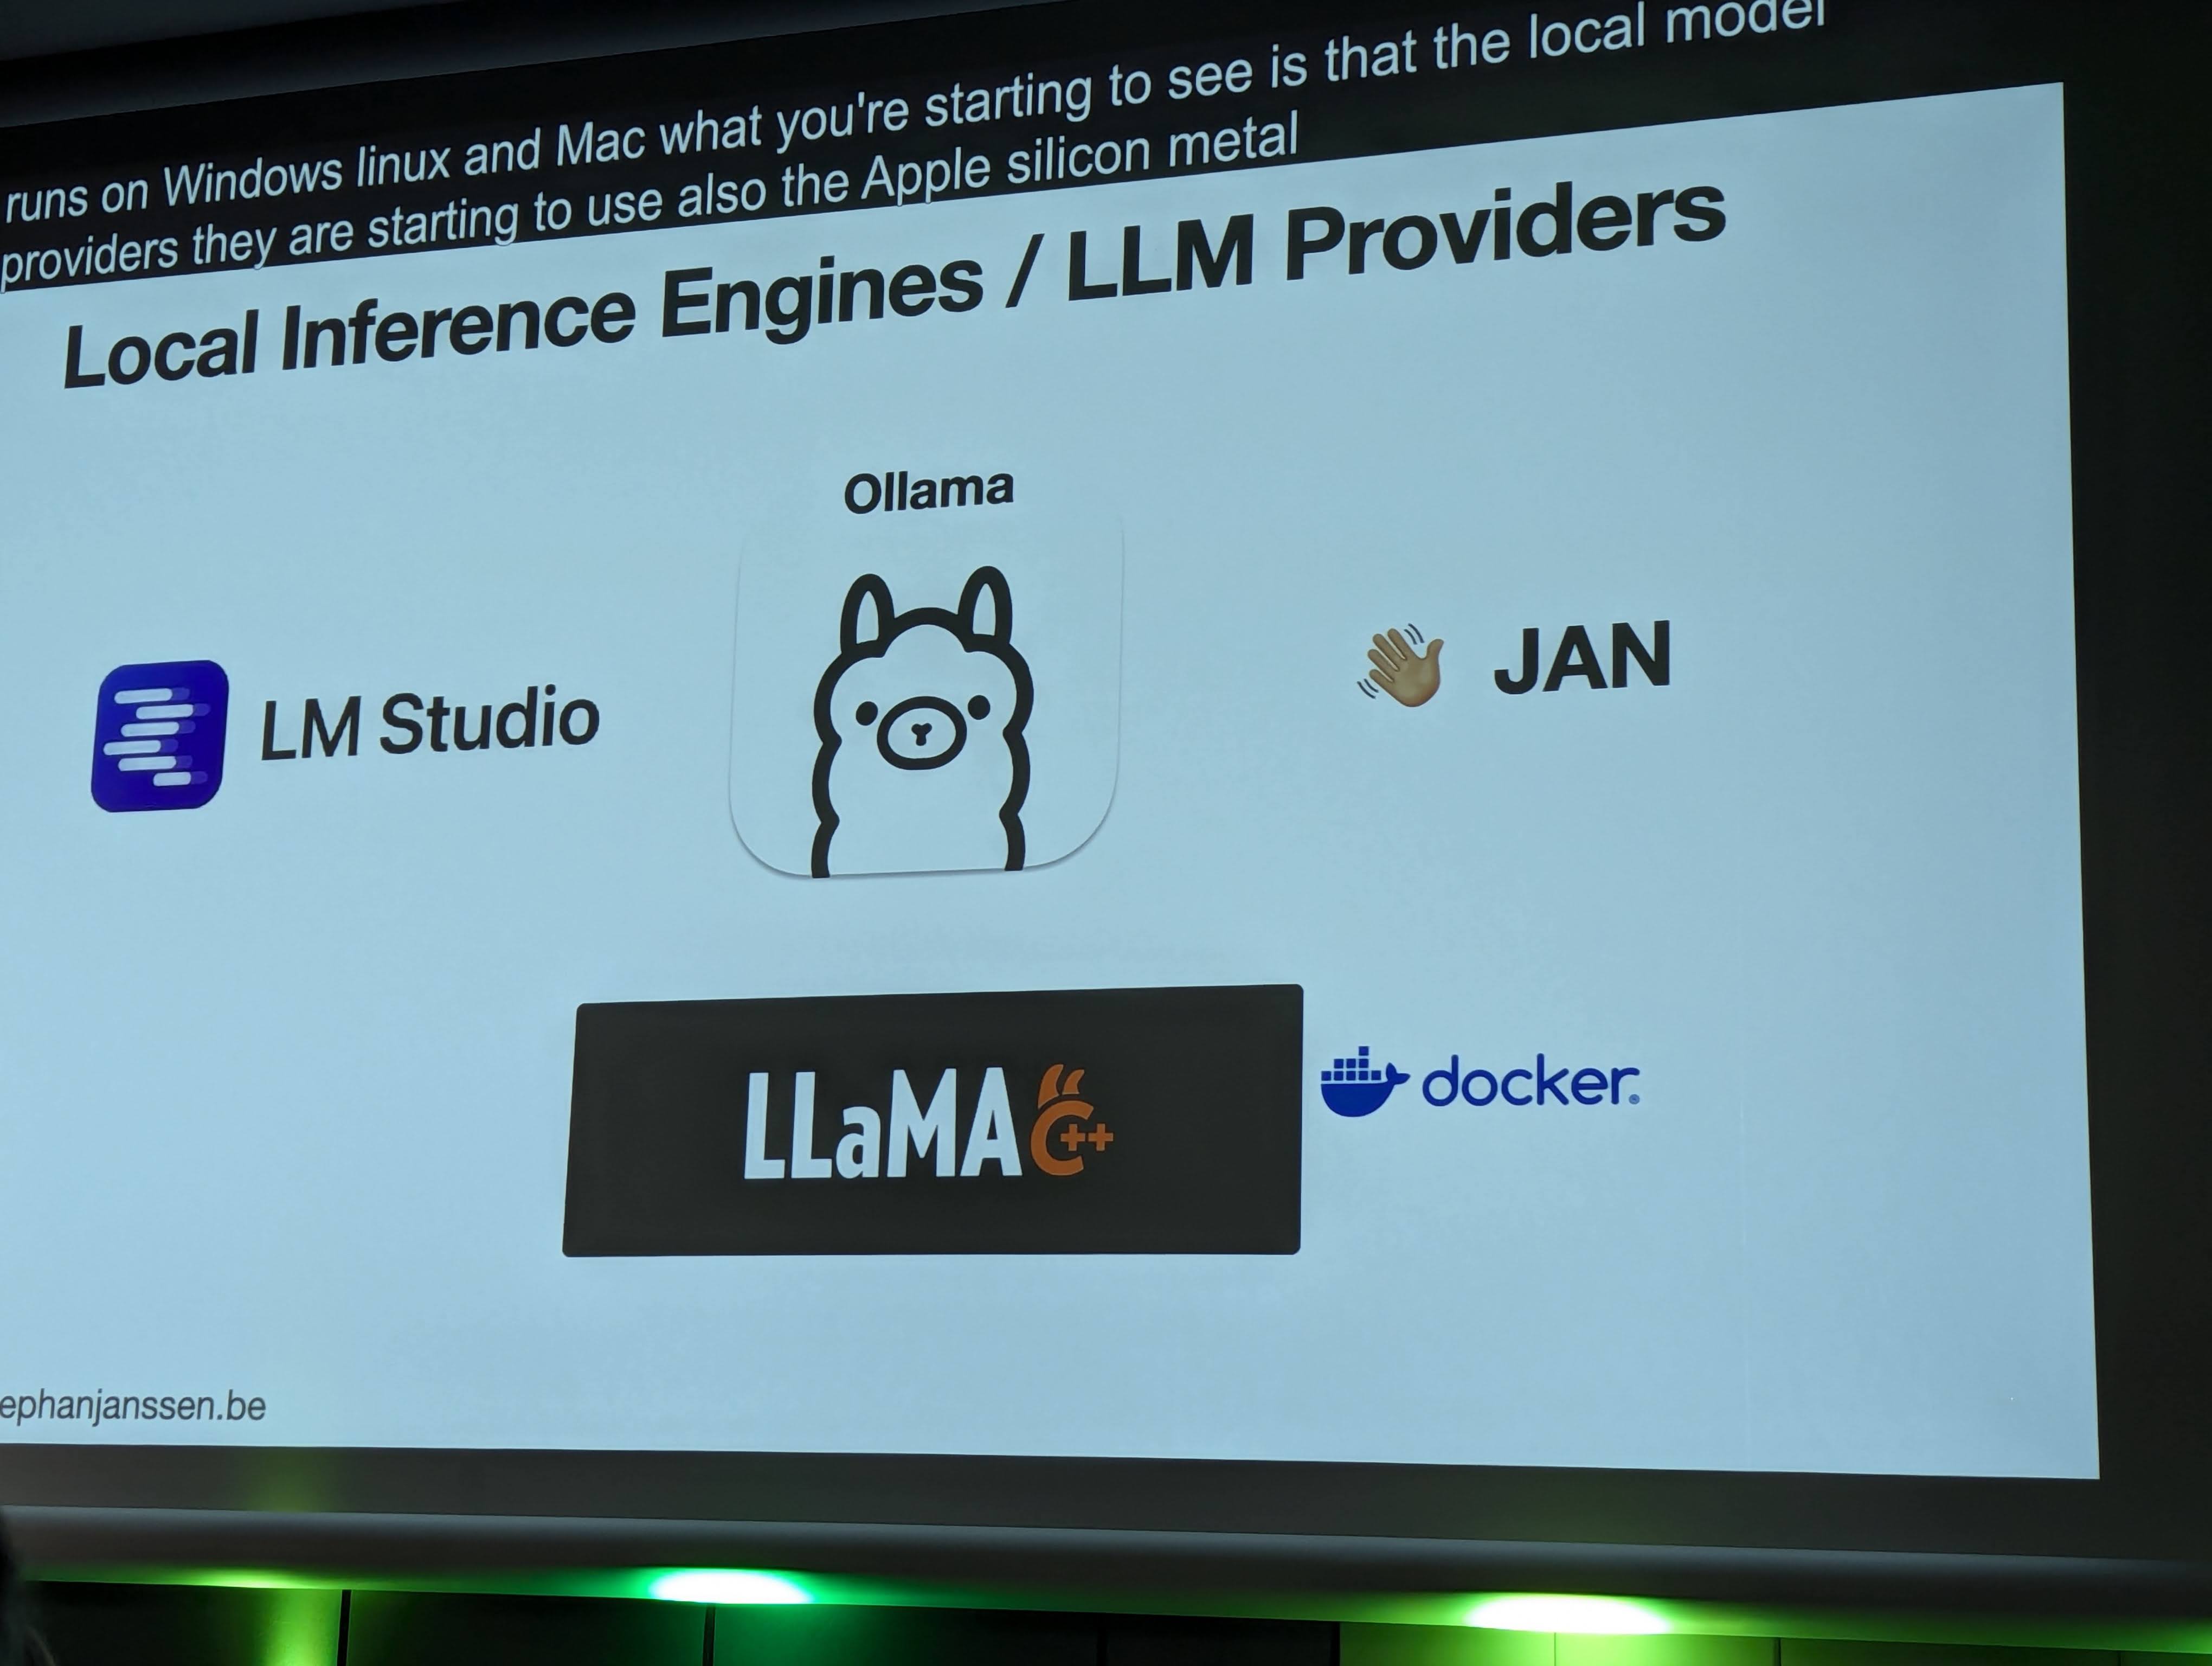 runs on Windows linux and Mac what you're starting to see is that the local model
providers they are starting to use also the Apple silicon metal
Local Inference Engines / LLM Providers
Ollama
LM Studio
JAN
LLaMA C++
docker
ephanjanssen.be